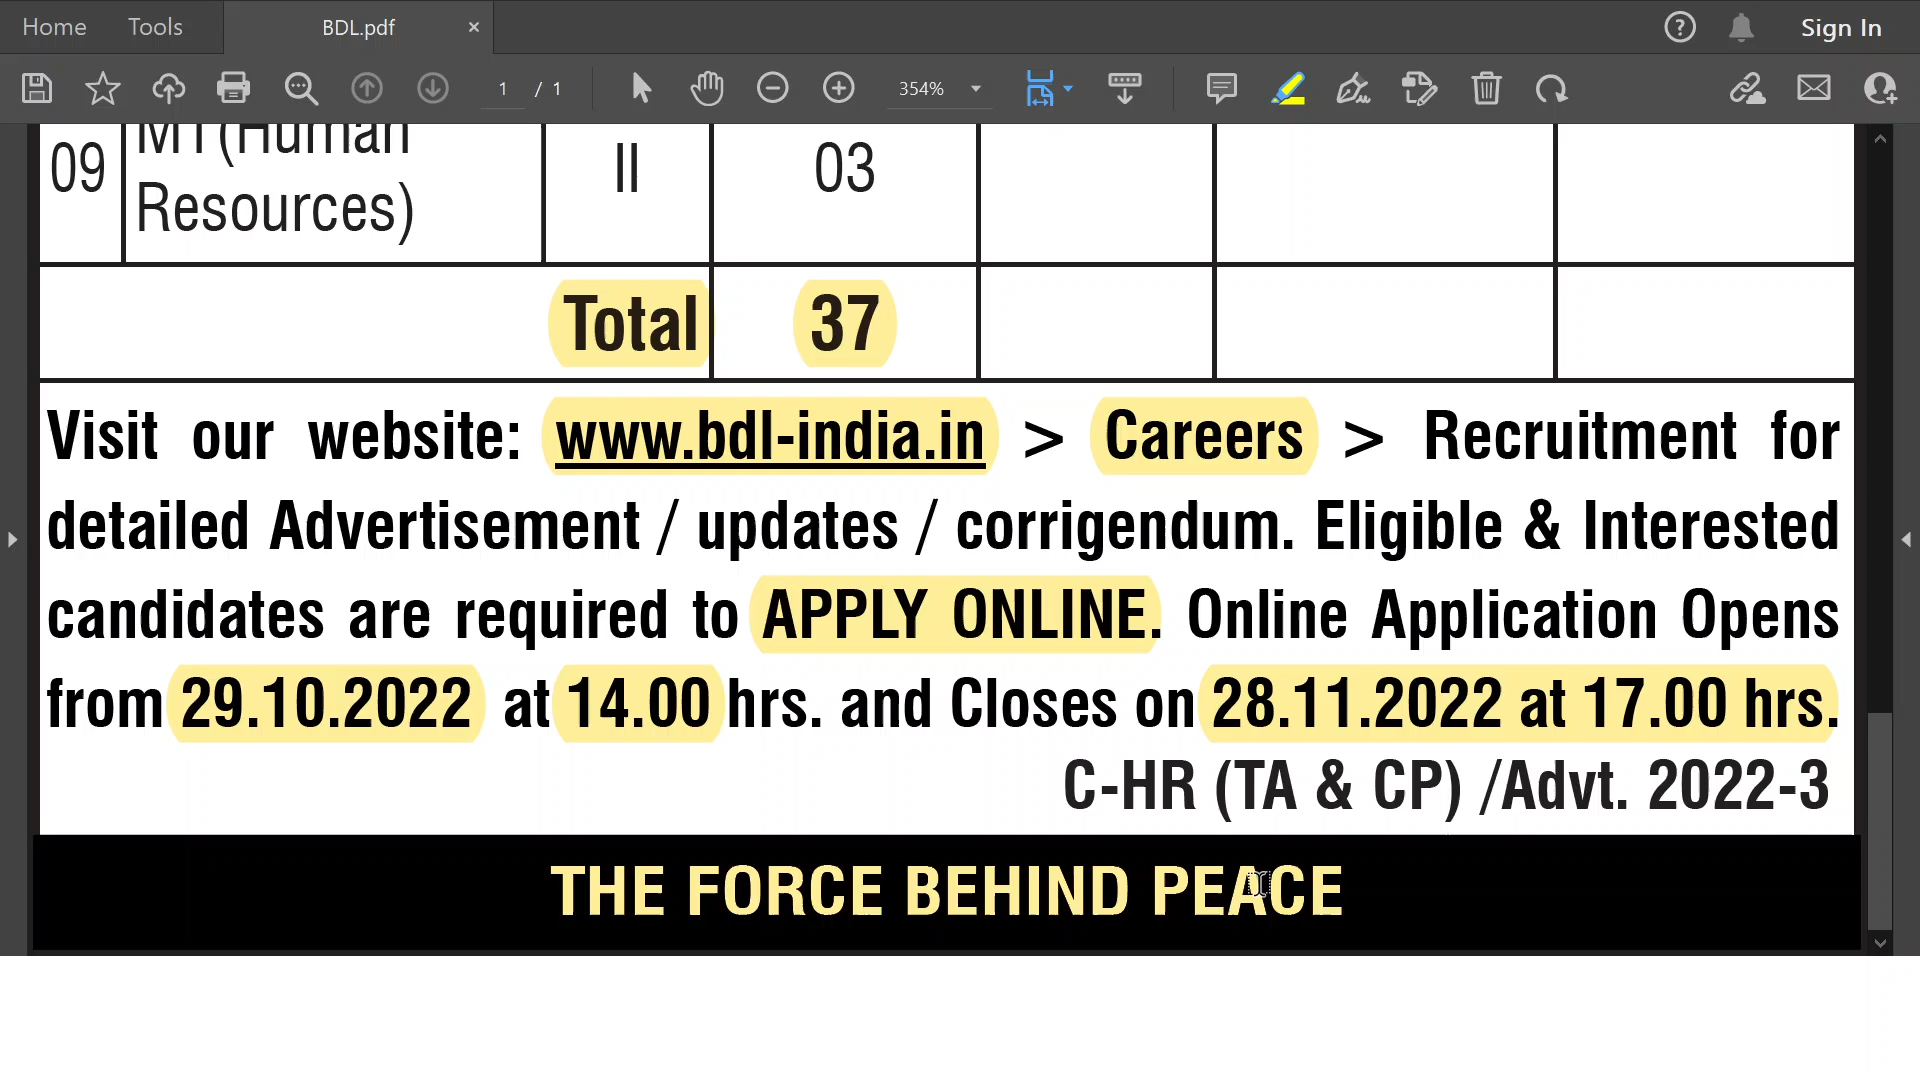 Home Tools BDL.pdf × ? Sign In
1 / 1 354%
09 MT(Human II 03
Resources)
Total 37
Visit our website: www.bdl-india.in > Careers > Recruitment for
detailed Advertisement / updates / corrigendum. Eligible & Interested
candidates are required to APPLY ONLINE. Online Application Opens
from 29.10.2022 at 14.00 hrs. and Closes on 28.11.2022 at 17.00 hrs.
C-HR (TA & CP) /Advt. 2022-3
THE FORCE BEHIND PEACE